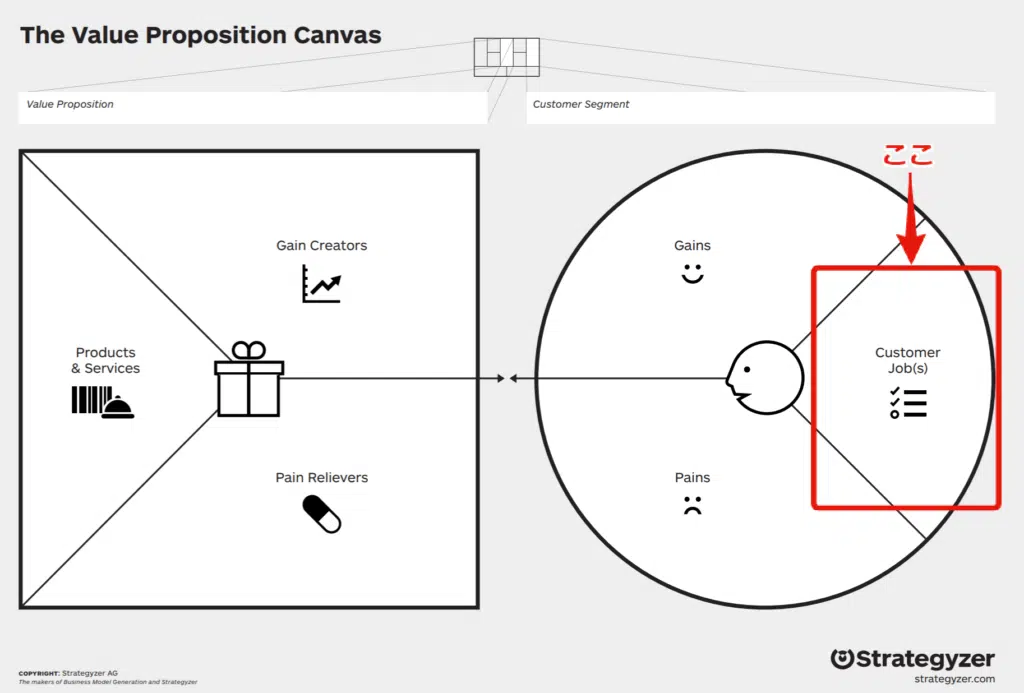 The Value Proposition Canvas
Value Proposition
Customer Segment
ここ
Gain Creators
Gains
Products
& Services
Customer
Job(s)
Pain Relievers
Pains
COPYRIGHT: Strategyzer AG
The makers of Business Model Generation and Strategyzer
Strategyzer
strategyzer.com